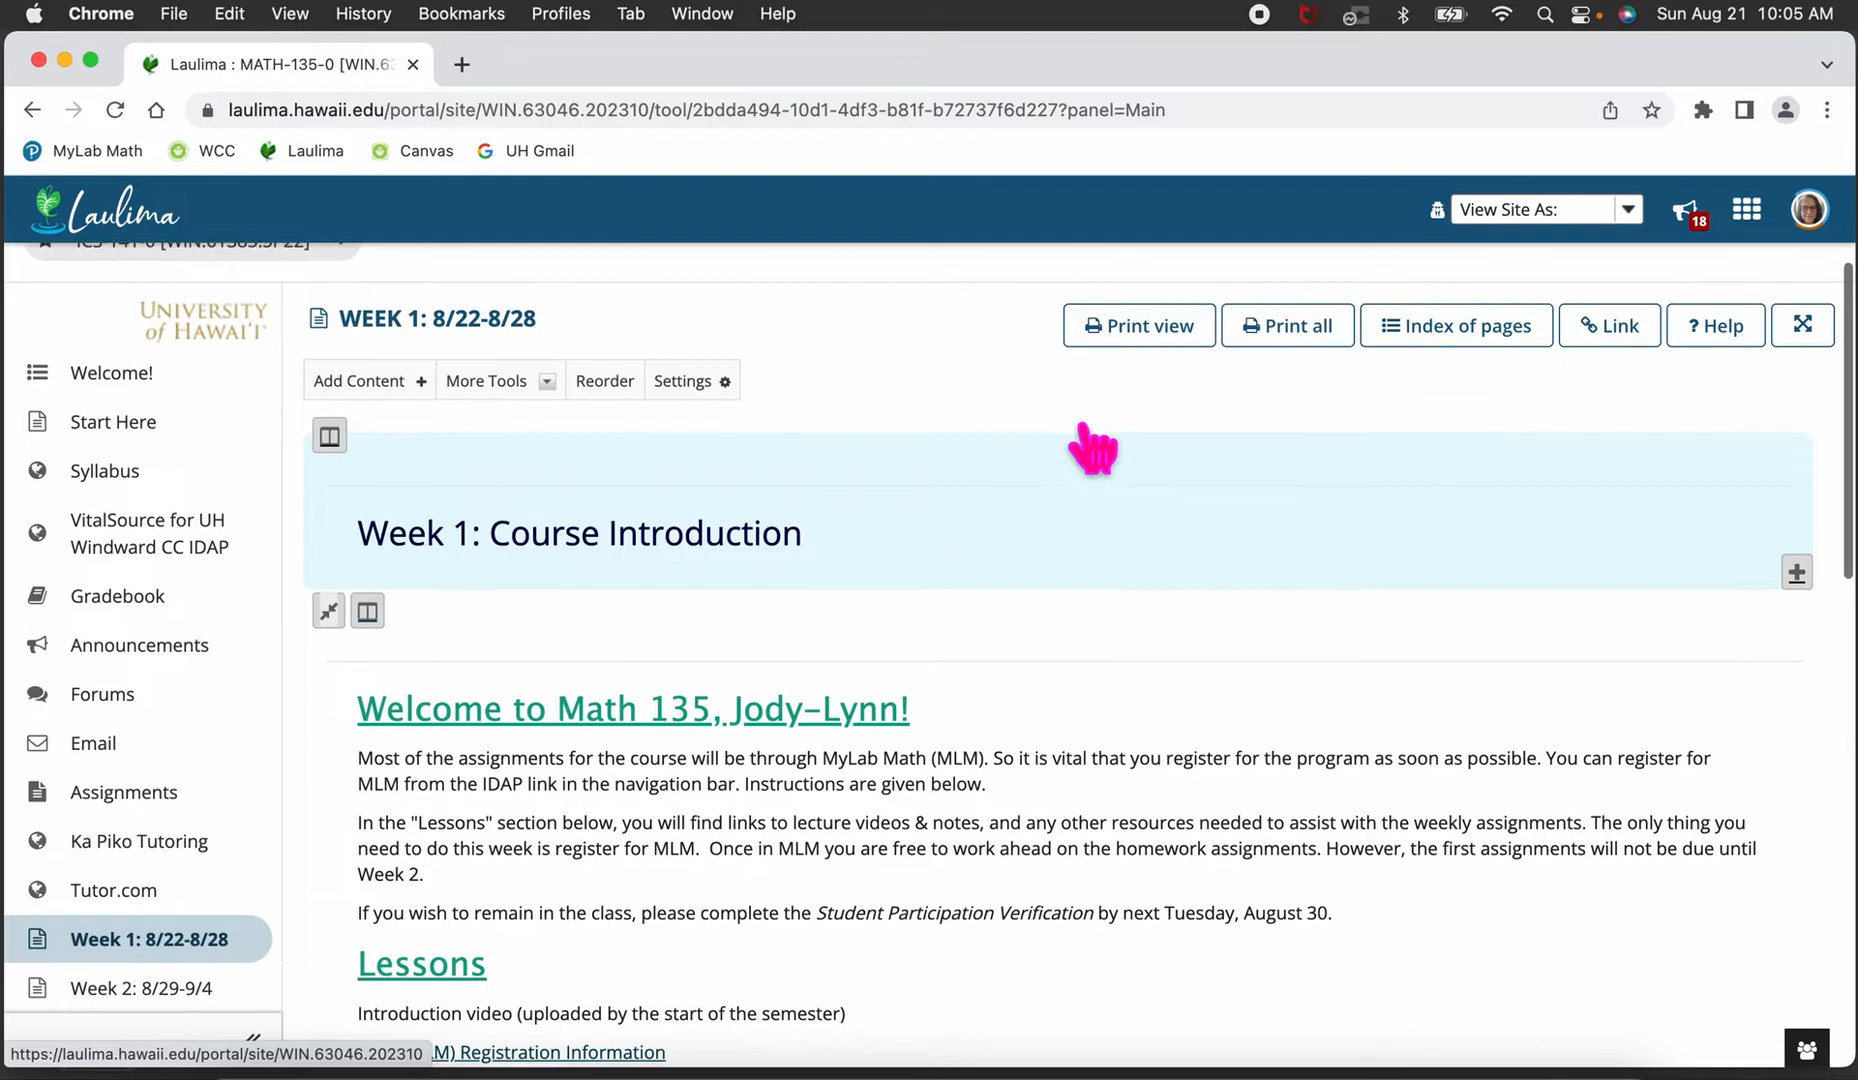 Chrome File Edit View History Bookmarks Profiles Tab Window Help Sun Aug 21 10:05 AM
Laulima : MATH-135-0 [WIN.63
laulima.hawaii.edu/portal/site/WIN.63046.202310/tool/2bdda494-10d1-4df3-b81f-b72737f6d227?panel=Main
MyLab Math WCC Laulima Canvas UH Gmail
Laulima View Site As: 18
UNIVERSITY
of HAWAI'I
WEEK 1: 8/22-8/28
Print view Print all Index of pages Link ? Help
Add Content + More Tools Reorder Settings
Welcome!
Start Here
Syllabus
VitalSource for UH
Windward CC IDAP
Gradebook
Announcements
Forums
Email
Assignments
Ka Piko Tutoring
Tutor.com
Week 1: 8/22-8/28
Week 2: 8/29-9/4
Week 1: Course Introduction
Welcome to Math 135, Jody-Lynn!
Most of the assignments for the course will be through MyLab Math (MLM). So it is vital that you register for the program as soon as possible. You can register for
MLM from the IDAP link in the navigation bar. Instructions are given below.
In the "Lessons" section below, you will find links to lecture videos & notes, and any other resources needed to assist with the weekly assignments. The only thing you
need to do this week is register for MLM. Once in MLM you are free to work ahead on the homework assignments. However, the first assignments will not be due until
Week 2.
If you wish to remain in the class, please complete the Student Participation Verification by next Tuesday, August 30.
Lessons
Introduction video (uploaded by the start of the semester)
M) Registration Information
https://laulima.hawaii.edu/portal/site/WIN.63046.202310